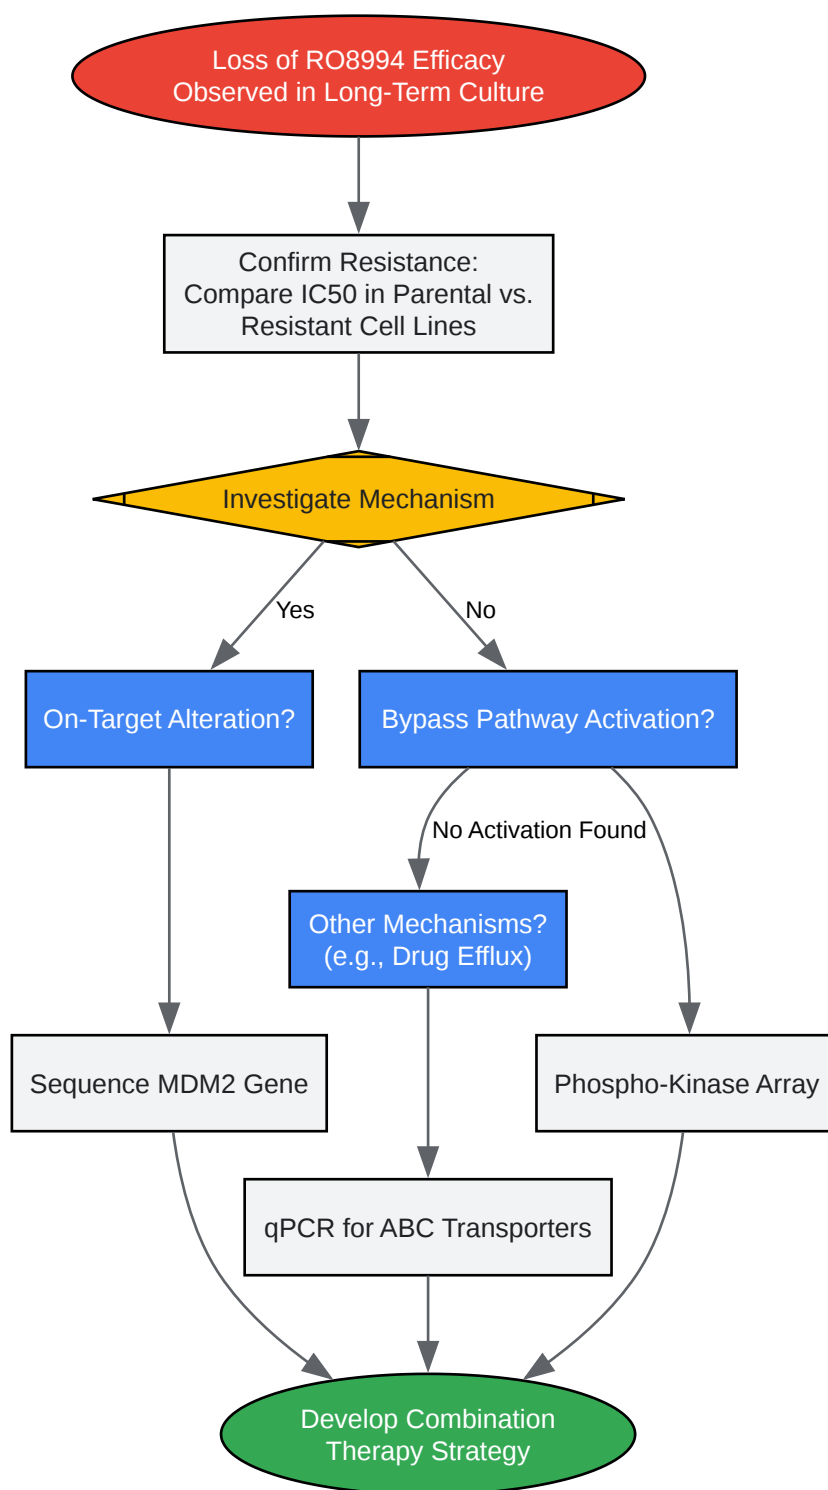 Loss of RO8994 Efficacy
Observed in Long-Term Culture
Confirm Resistance:
Compare IC50 in Parental vs.
Resistant Cell Lines
Investigate Mechanism
Yes
No
On-Target Alteration?
Bypass Pathway Activation?
No Activation Found
Other Mechanisms?
(e.g., Drug Efflux)
Sequence MDM2 Gene
Phospho-Kinase Array
qPCR for ABC Transporters
Develop Combination
Therapy Strategy